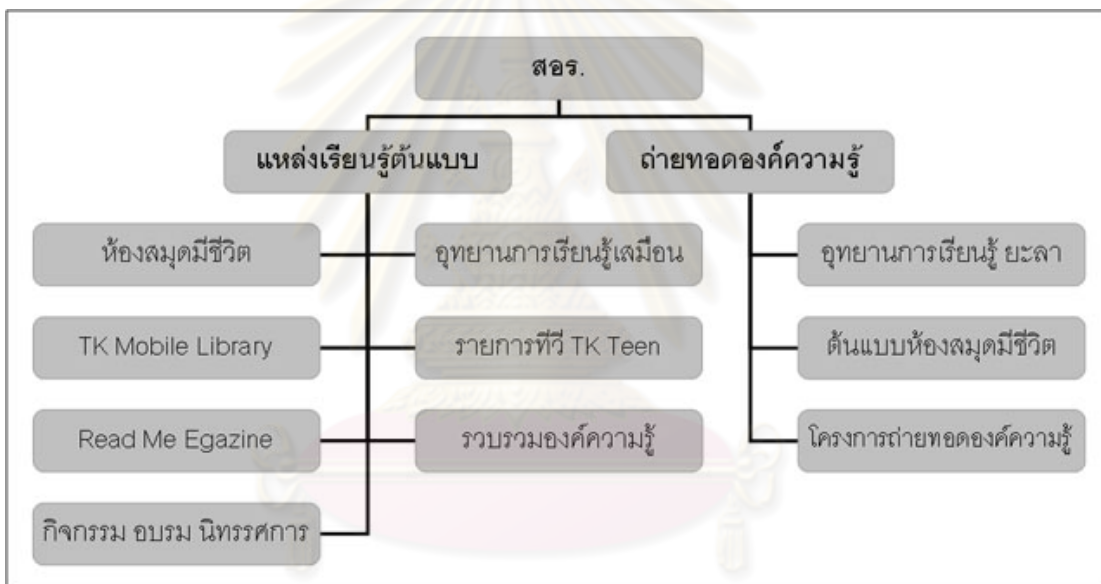 สอร.
แหล่งเรียนรู้ต้นแบบ
ถ่ายทอดองค์ความรู้
ห้องสมุดมีชีวิต
อุทยานการเรียนรู้เสมือน
อุทยานการเรียนรู้ ยะลา
TK Mobile Library
รายการทีวี TK Teen
ต้นแบบห้องสมุดมีชีวิต
Read Me Egazine
รวบรวมองค์ความรู้
โครงการถ่ายทอดองค์ความรู้
กิจกรรม อบรม นิทรรศการ